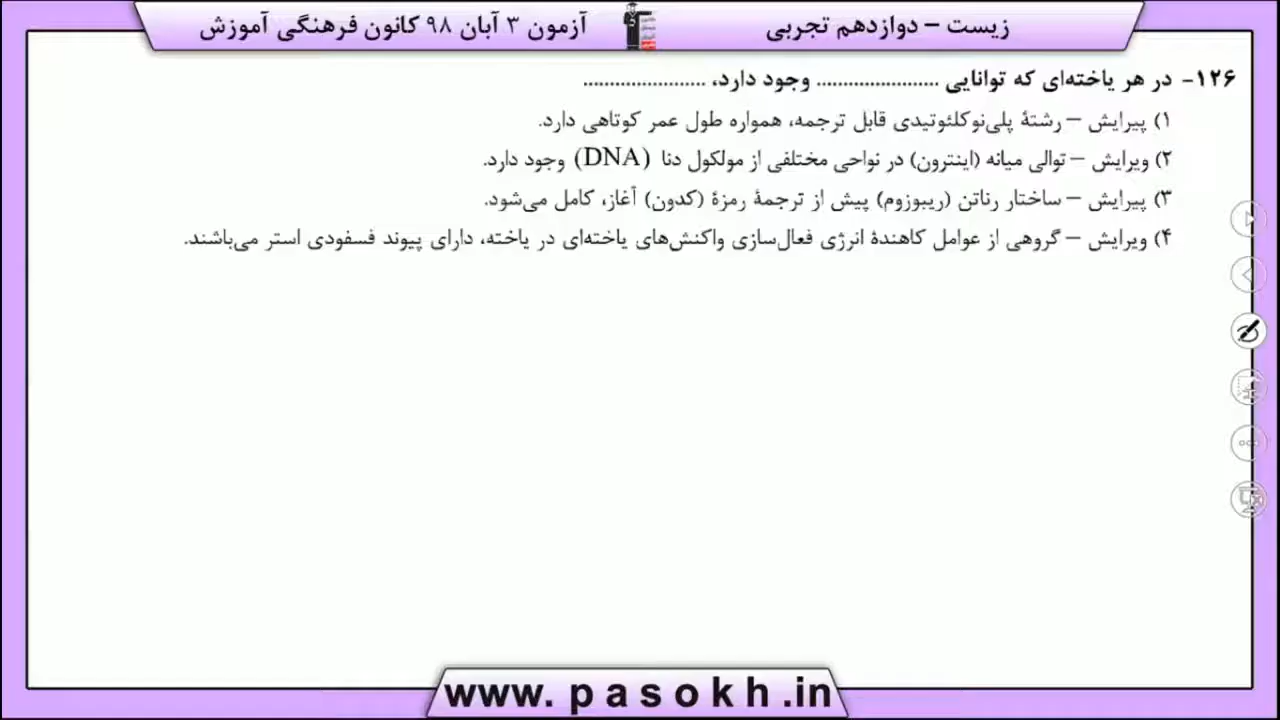 زیست – دوازدهم تجربی
آزمون ۳ آبان ۹۸ کانون فرهنگی آموزش
۱۲۶- در هر یاخته‌ای که توانایی ........................ وجود دارد، ........................
۱) پیرایش – رشتهٔ پلی‌نوکلئوتیدی قابل ترجمه، همواره طول عمر کوتاهی دارد.
۲) ویرایش – توالی میانه (اینترون) در نواحی مختلفی از مولکول دنا (DNA) وجود دارد.
۳) پیرایش – ساختار رناتن (ریبوزوم) پیش از ترجمهٔ رمزهٔ (کدون) آغاز، کامل می‌شود.
۴) ویرایش – گروهی از عوامل کاهندهٔ انرژی فعال‌سازی واکنش‌های یاخته‌ای در یاخته، دارای پیوند فسفودی استر می‌باشند.
www. p a s o k h .in